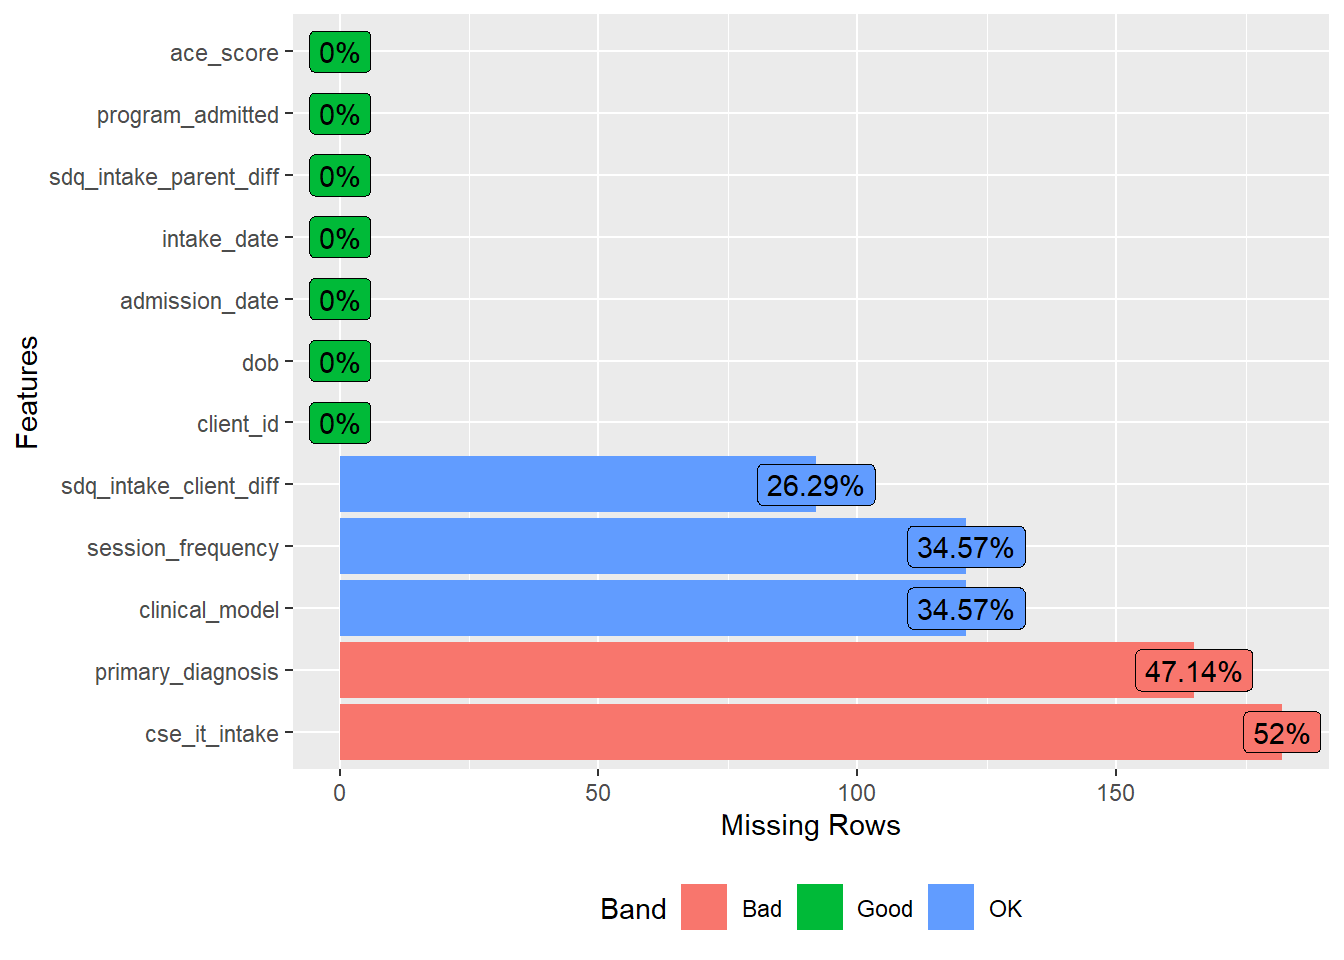 Features
ace_score
0%
program_admitted
0%
sdq_intake_parent_diff
0%
intake_date
0%
admission_date
0%
dob
0%
client_id
0%
sdq_intake_client_diff
26.29%
session_frequency
34.57%
clinical_model
34.57%
primary_diagnosis
47.14%
cse_it_intake
52%
0 50 100 150
Missing Rows
Band Bad Good OK